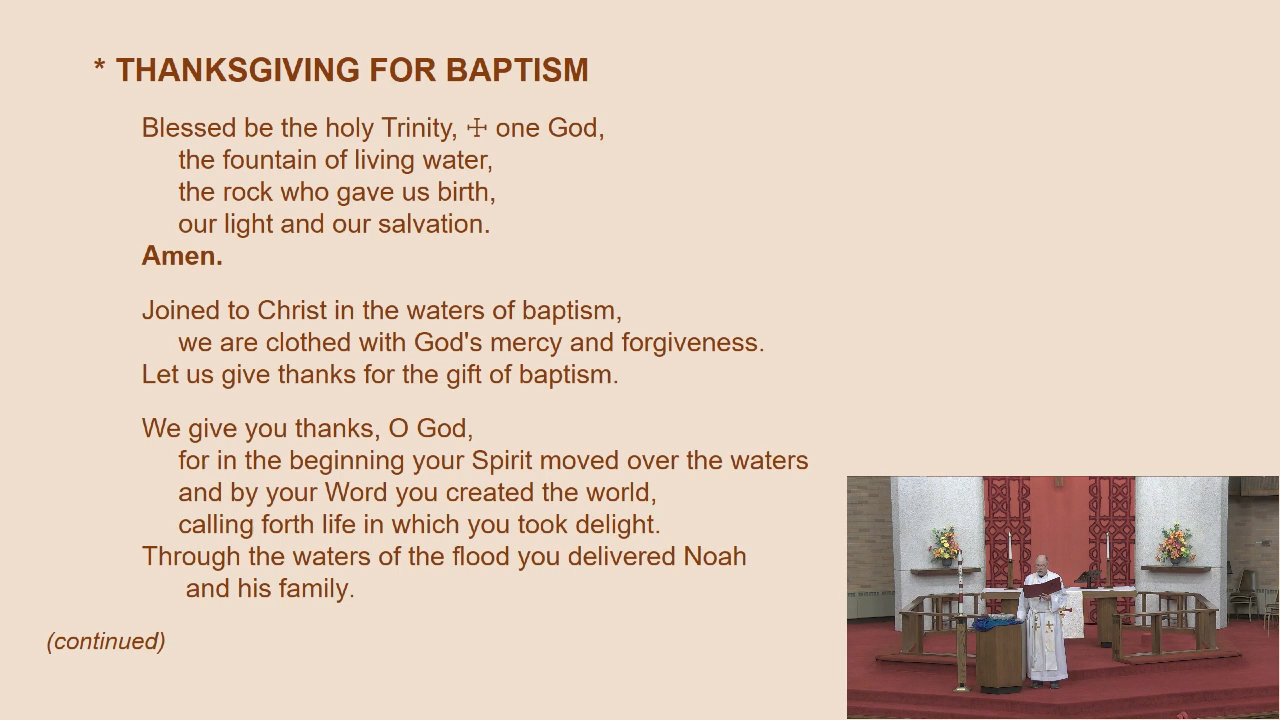 * THANKSGIVING FOR BAPTISM
Blessed be the holy Trinity, ☩ one God,
the fountain of living water,
the rock who gave us birth,
our light and our salvation.
Amen.
Joined to Christ in the waters of baptism,
we are clothed with God's mercy and forgiveness.
Let us give thanks for the gift of baptism.
We give you thanks, O God,
for in the beginning your Spirit moved over the waters
and by your Word you created the world,
calling forth life in which you took delight.
Through the waters of the flood you delivered Noah
and his family.
(continued)